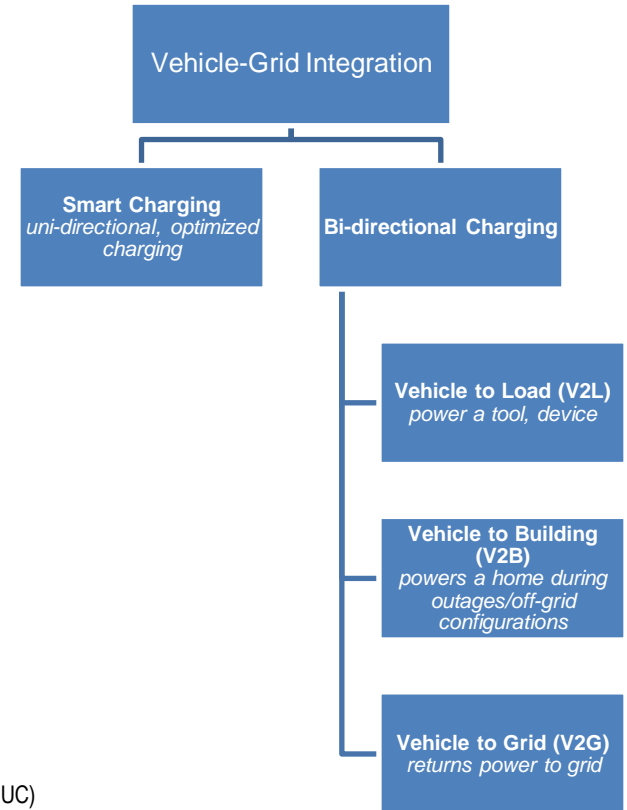 Vehicle-Grid Integration
Smart Charging
uni-directional, optimized
charging
Bi-directional Charging
Vehicle to Load (V2L)
power a tool, device
Vehicle to Building
(V2B)
powers a home during
outages/off-grid
configurations
Vehicle to Grid (V2G)
returns power to grid
UC)